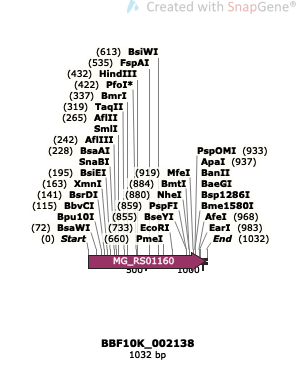 Created with SnapGene®
(613) BsiWI
(535) FspAI
(432) HindIII
(422) PfoI*
(337) BmrI
(319) TaqII
(265) AflII
SmlI
(242) AflIII
(228) BsaAI
SnaBI
(195) BsiEI
(163) XmnI
(141) BsrDI
(115) BbvCI
Bpu10I
(72) BsaWI
(0) Start
(919) MfeI
(884) BmtI
(880) NheI
(859) PspFI
(855) BseYI
(733) EcoRI
(660) PmeI
PspOMI (933)
ApaI (937)
BanII
BaeGI
Bsp1286I
Bme1580I
AfeI (968)
EarI (983)
End (1032)
MG_RS01160
500
1000
BBF10K_002138
1032 bp